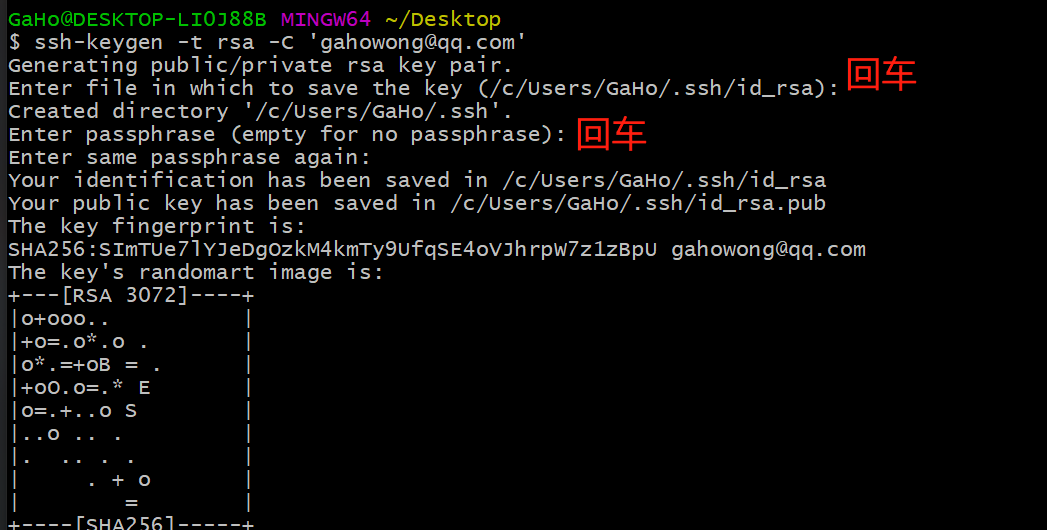 GaHo@DESKTOP-LI0J88B MINGW64 ~/Desktop
$ ssh-keygen -t rsa -C 'gahowong@qq.com'
Generating public/private rsa key pair.
Enter file in which to save the key (/c/Users/GaHo/.ssh/id_rsa): 回车
Created directory '/c/Users/GaHo/.ssh'.
Enter passphrase (empty for no passphrase): 回车
Enter same passphrase again:
Your identification has been saved in /c/Users/GaHo/.ssh/id_rsa
Your public key has been saved in /c/Users/GaHo/.ssh/id_rsa.pub
The key fingerprint is:
SHA256:SImTUe7lYJeDgOzkM4kmTy9UfqSE4oVJhrpW7z1zBpU gahowong@qq.com
The key's randomart image is:
+---[RSA 3072]----+
|o+ooo..          |
|+o=.o*.o .       |
|o*.=+oB = .      |
|+oO.o=.* E       |
|o=.+..o S        |
|..o .. .         |
|.  .. . .        |
|      . + o      |
|         =       |
+----[SHA256]-----+